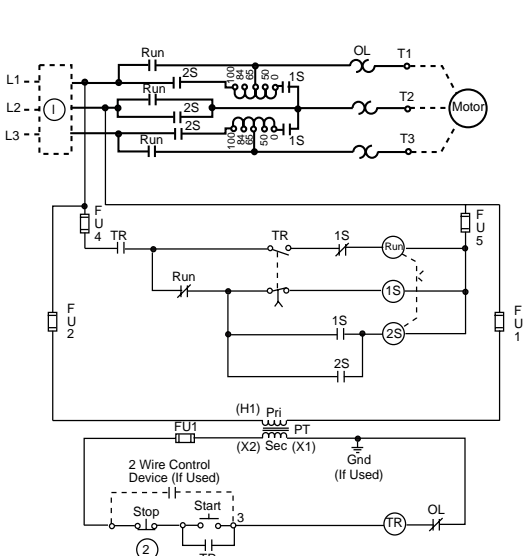 Run
OL
T1
L1
2S
100
84
65
50
0
1S
Run
L2
I
T2
Motor
2S
L3
2S
Run
100
84
65
50
0
1S
T3
F
U
4
TR
TR
1S
Run
F
U
5
Run
1S
F
U
2
F
U
1
1S
2S
2S
(H1) Pri
FU1
PT
(X2) Sec (X1)
Gnd
(If Used)
2 Wire Control
Device (If Used)
Stop
Start
3
TR
OL
2
TR